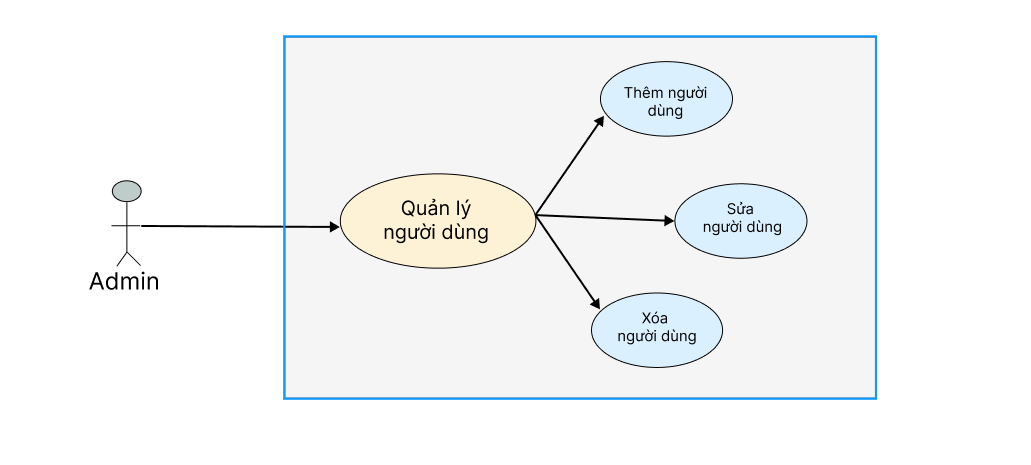 Thêm người
dùng
Quản lý
người dùng
Sửa
người dùng
Admin
Xóa
người dùng